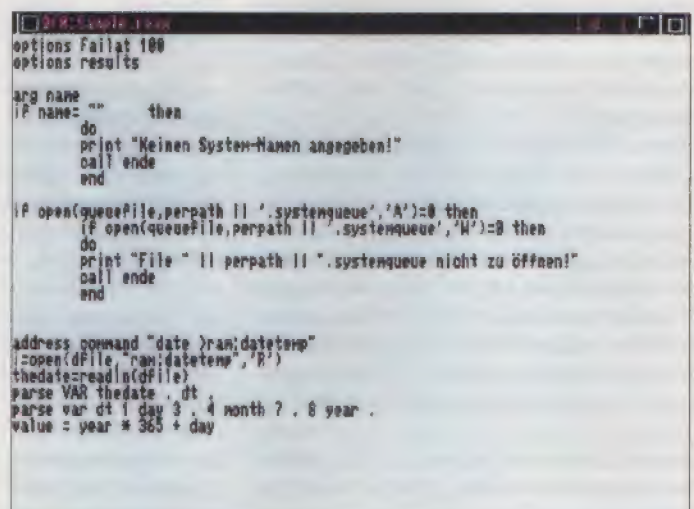 options Failat 100
options results

arg name
if name= "" then
do
print "Keinen System-Namen angegeben!"
call ende
end

if open(queuefile,perpath || '.systemqueue','A')=0 then
if open(queuefile,perpath || '.systemqueue','W')=0 then
do
print "File " || perpath || ".systemqueue nicht zu öffnen!"
call ende
end

address command "date >ram:datetemp"
i=open(dfile,"ram:datetemp",'R')
thedate=readln(dfile)
parse VAR thedate . dt .
parse var dt 1 day 3 . 4 month 7 . 8 year .
value = year * 365 + day